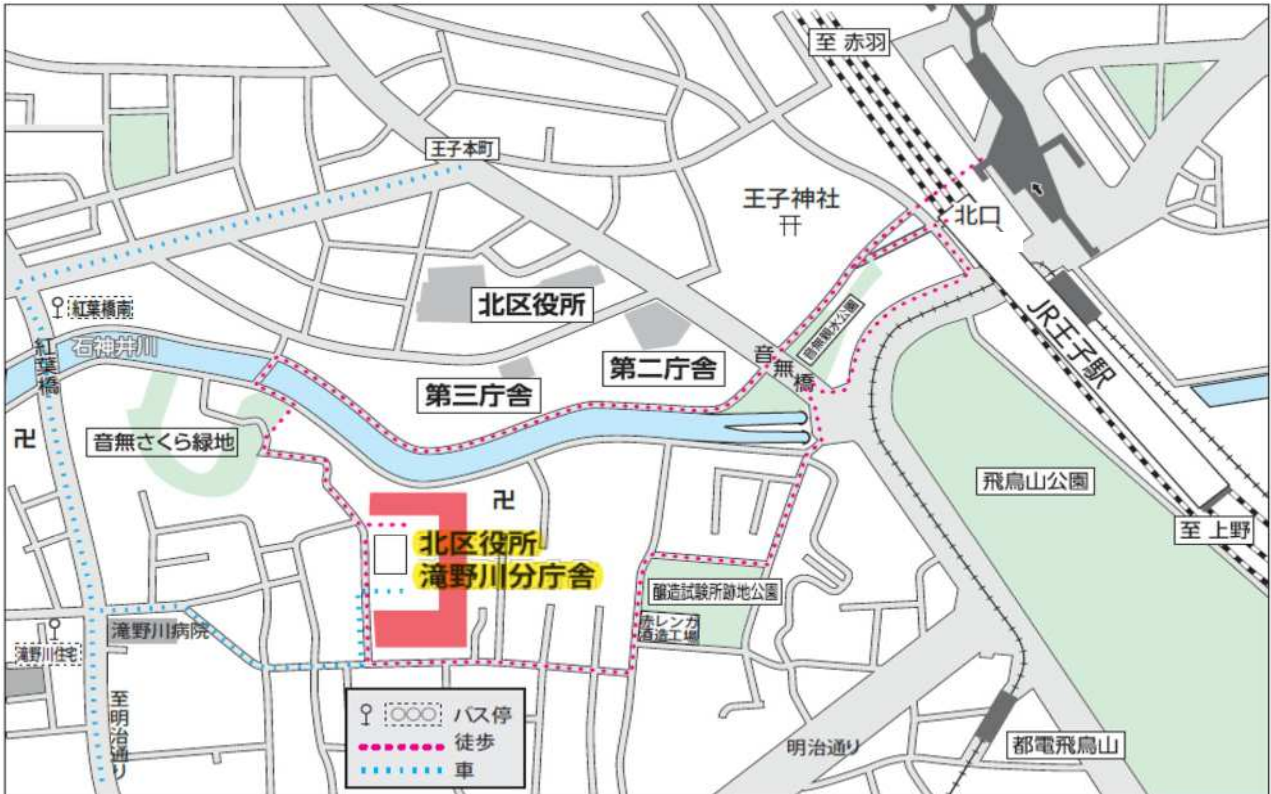 至 赤羽
王子本町
王子神社
北口
紅葉橋南
北区役所
石神井川
紅葉橋
音無親水公園
JR王子駅
第二庁舎
音無橋
第三庁舎
卍
音無さくら緑地
飛鳥山公園
卍
至 上野
北区役所
滝野川分庁舎
醸造試験所跡地公園
赤レンガ
酒造工場
滝野川病院
滝野川住宅
至明治通り
○○○ バス停
徒歩
車
明治通り
都電飛鳥山